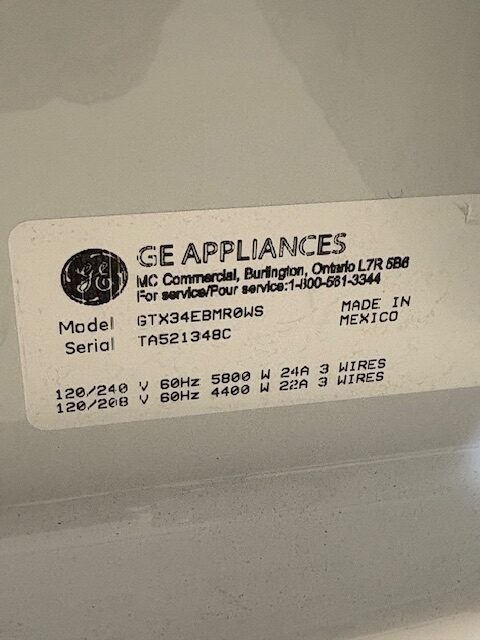 GE
GE APPLIANCES
MC Commercial, Burlington, Ontario L7R 5B6
For service/Pour service:1-800-561-3344
Model GTX34EBMR0WS MADE IN
Serial TA521348C MEXICO
120/240 V 60Hz 5800 W 24A 3 WIRES
120/208 V 60Hz 4400 W 22A 3 WIRES